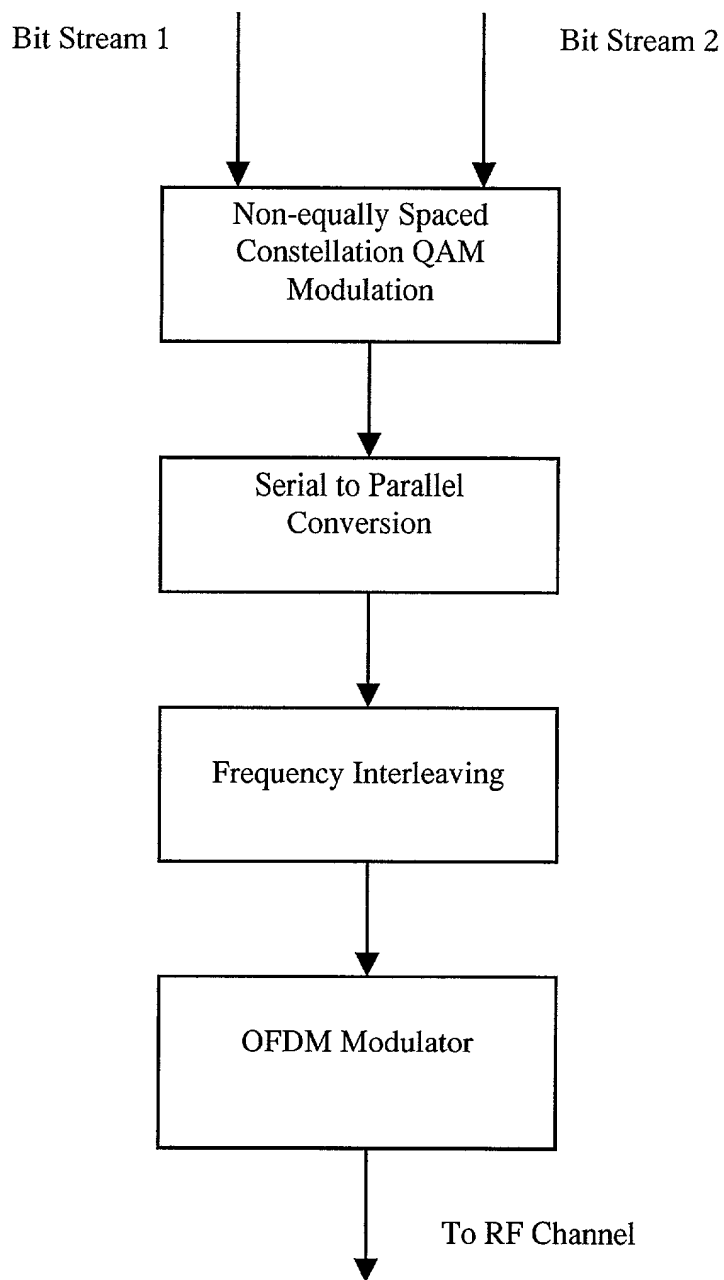 Bit Stream 1
Bit Stream 2
Non-equally Spaced
Constellation QAM
Modulation
Serial to Parallel
Conversion
Frequency Interleaving
OFDM Modulator
To RF Channel